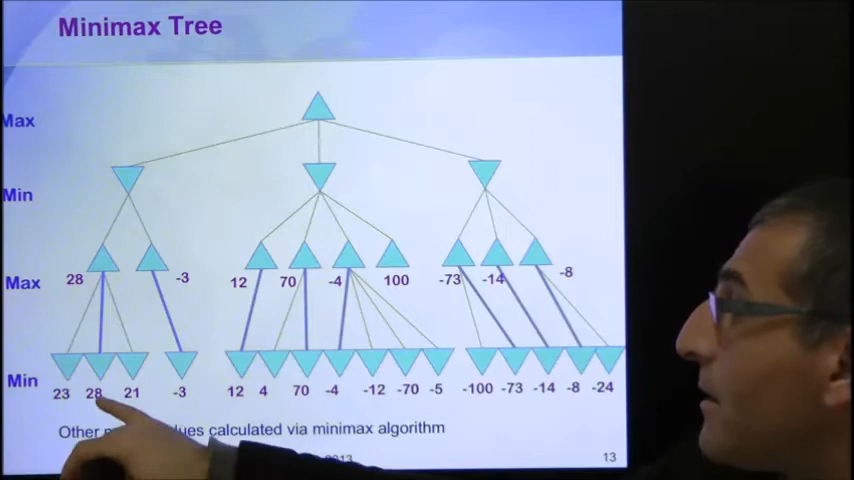 Minimax Tree
Max
Min
28 -3 12 70 -4 100 -73 -14 -8
Max
Min
23 28 21 -3 12 4 70 -4 -12 -70 -5 -100 -73 -14 -8 -24
Other calculated via minimax algorithm
2013
13